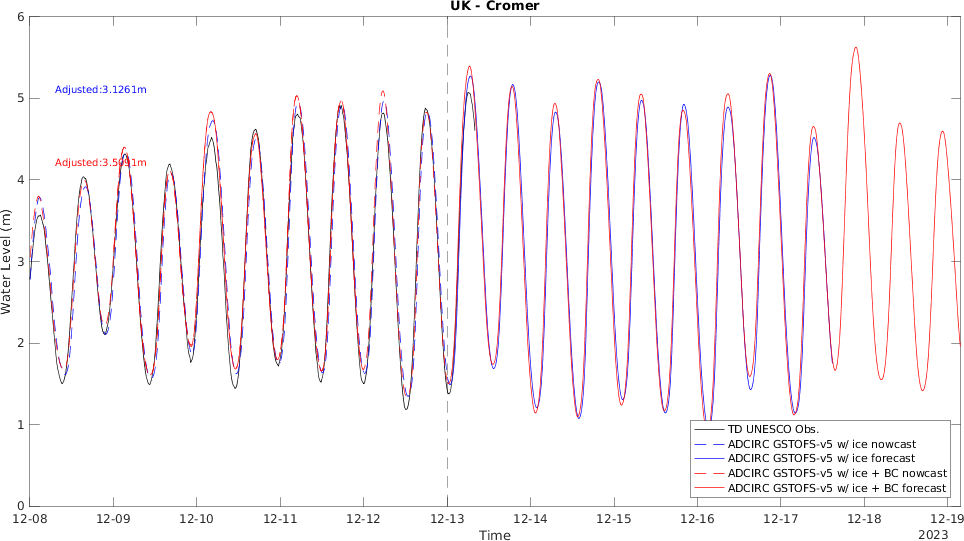 UK - Cromer
6
5
4
3
2
1
0
Water Level (m)
Adjusted:3.1261m
12-08
12-09
12-10
12-11
12-12
12-13
12-14
12-15
12-16
12-17
12-18
12-19
Time
2023
TD UNESCO Obs.
ADCIRC GSTOFS-v5 w/ ice nowcast
ADCIRC GSTOFS-v5 w/ ice forecast
ADCIRC GSTOFS-v5 w/ ice + BC nowcast
ADCIRC GSTOFS-v5 w/ ice + BC forecast